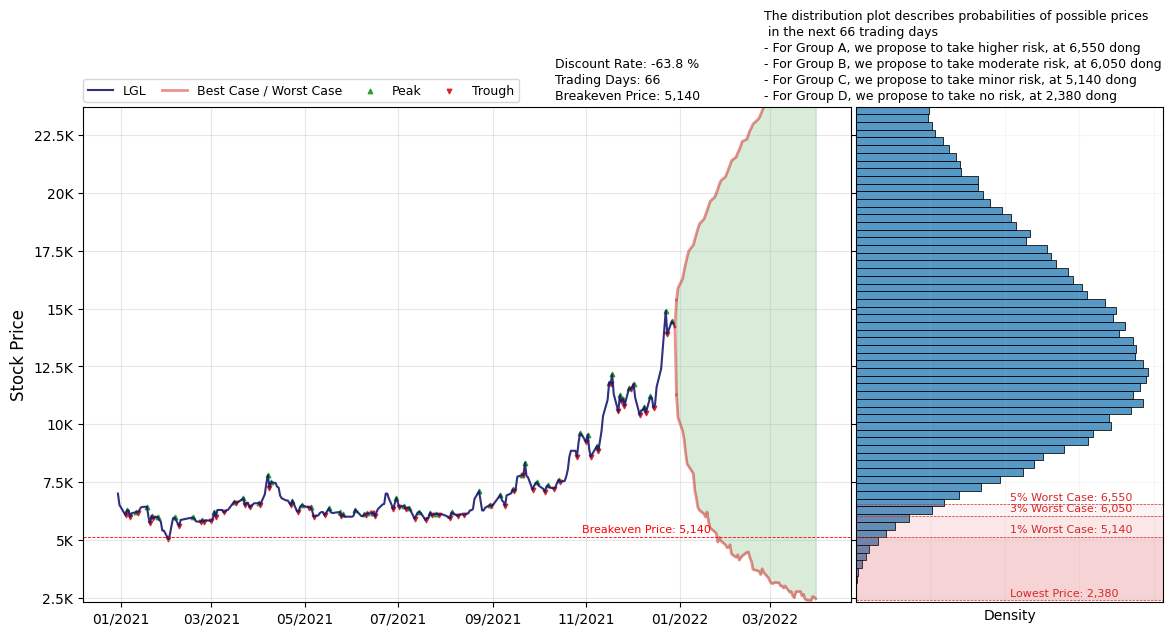 The distribution plot describes probabilities of possible prices
in the next 66 trading days
- For Group A, we propose to take higher risk, at 6,550 dong
- For Group B, we propose to take moderate risk, at 6,050 dong
- For Group C, we propose to take minor risk, at 5,140 dong
- For Group D, we propose to take no risk, at 2,380 dong
Discount Rate: -63.8 %
Trading Days: 66
Breakeven Price: 5,140
LGL Best Case / Worst Case Peak Trough
Stock Price
22.5K
20K
17.5K
15K
12.5K
10K
7.5K
5K
2.5K
Breakeven Price: 5,140
5% Worst Case: 6,550
3% Worst Case: 6,050
1% Worst Case: 5,140
Lowest Price: 2,380
01/2021 03/2021 05/2021 07/2021 09/2021 11/2021 01/2022 03/2022
Density